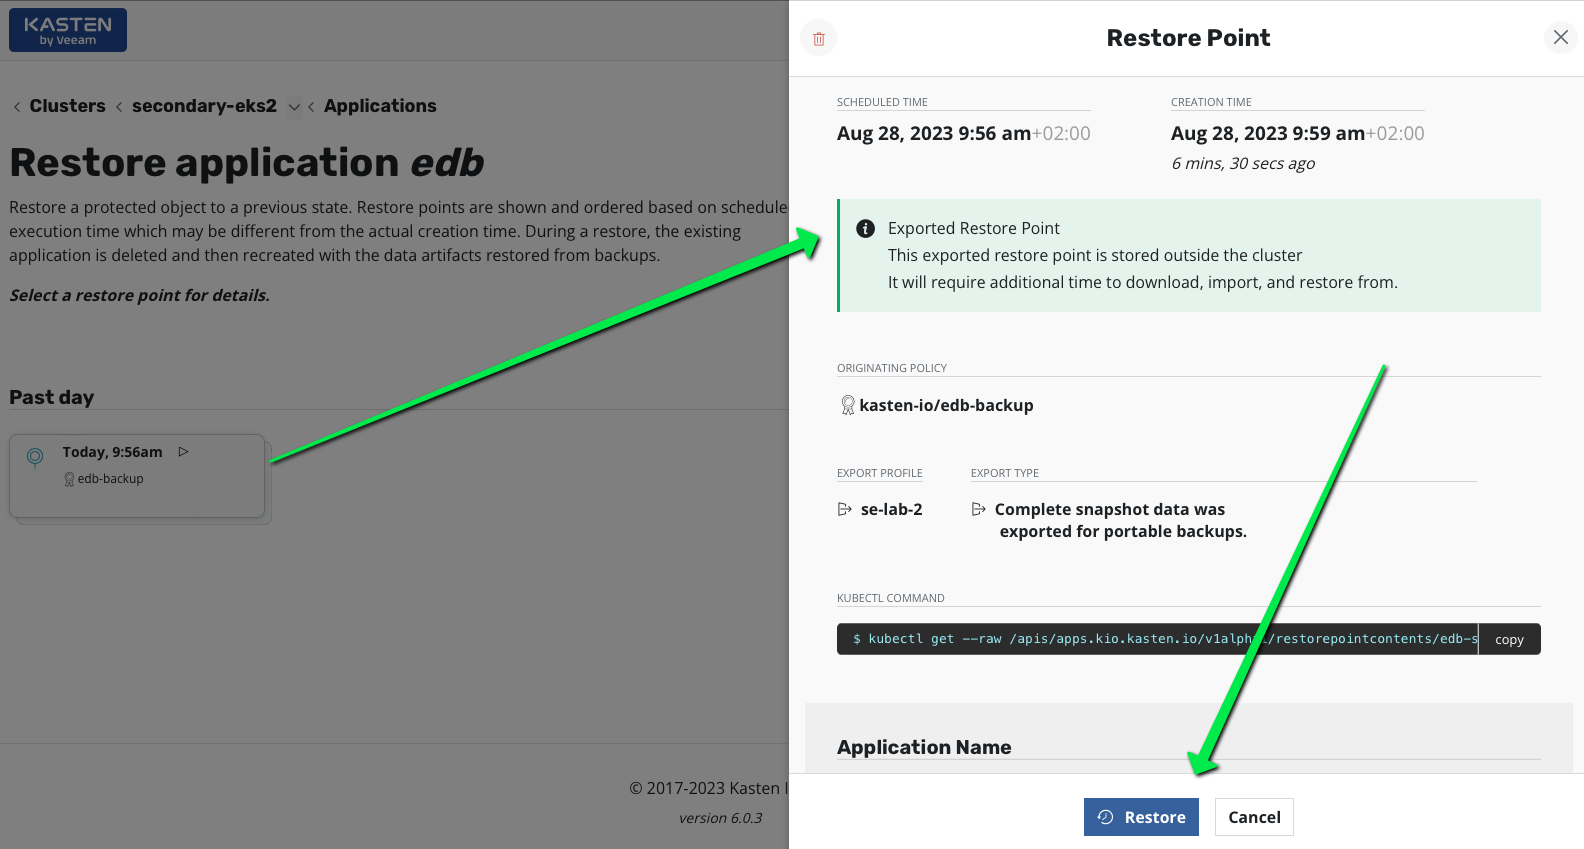 KASTEN
by Veeam
Clusters secondary-eks2 Applications
Restore application edb
Restore a protected object to a previous state. Restore points are shown and ordered based on schedule
execution time which may be different from the actual creation time. During a restore, the existing
application is deleted and then recreated with the data artifacts restored from backups.
Select a restore point for details.
Past day
Today, 9:56am
edb-backup
© 2017-2023 Kasten I
version 6.0.3
Restore Point
SCHEDULED TIME
Aug 28, 2023 9:56 am+02:00
CREATION TIME
Aug 28, 2023 9:59 am+02:00
6 mins, 30 secs ago
Exported Restore Point
This exported restore point is stored outside the cluster
It will require additional time to download, import, and restore from.
ORIGINATING POLICY
kasten-io/edb-backup
EXPORT PROFILE
se-lab-2
EXPORT TYPE
Complete snapshot data was
exported for portable backups.
KUBECTL COMMAND
$ kubectl get --raw /apis/apps.kio.kasten.io/v1alpha1/restorepointcontents/edb-s
copy
Application Name
Restore
Cancel